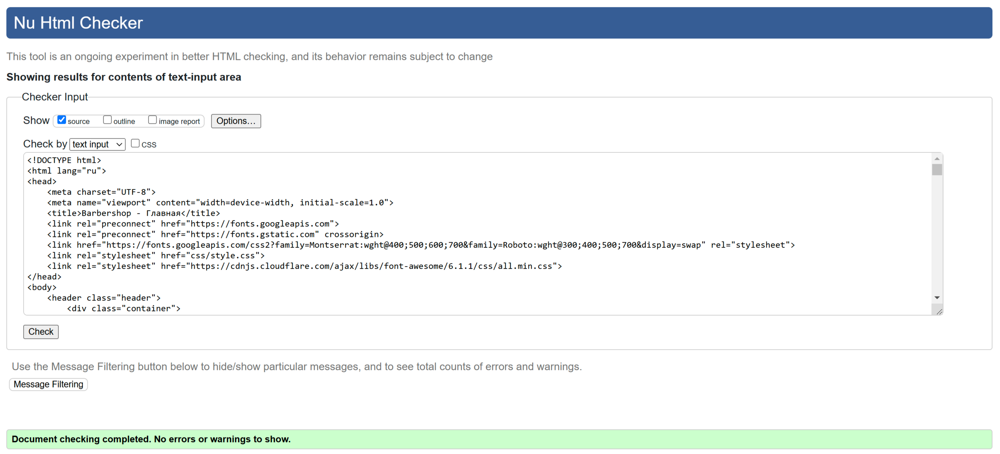 Nu Html Checker
This tool is an ongoing experiment in better HTML checking, and its behavior remains subject to change
Showing results for contents of text-input area
Checker Input
Show source outline image report Options...
Check by text input CSS
<!DOCTYPE html>
<html lang="ru">
<head>
    <meta charset="UTF-8">
    <meta name="viewport" content="width=device-width, initial-scale=1.0">
    <title>Barbershop - Главная</title>
    <link rel="preconnect" href="https://fonts.googleapis.com">
    <link rel="preconnect" href="https://fonts.gstatic.com" crossorigin>
    <link href="https://fonts.googleapis.com/css2?family=Montserrat:wght@400;500;600;700&family=Roboto:wght@300;400;500;700&display=swap" rel="stylesheet">
    <link rel="stylesheet" href="css/style.css">
    <link rel="stylesheet" href="https://cdnjs.cloudflare.com/ajax/libs/font-awesome/6.1.1/css/all.min.css">
</head>
<body>
    <header class="header">
        <div class="container">
Check
Use the Message Filtering button below to hide/show particular messages, and to see total counts of errors and warnings.
Message Filtering
Document checking completed. No errors or warnings to show.